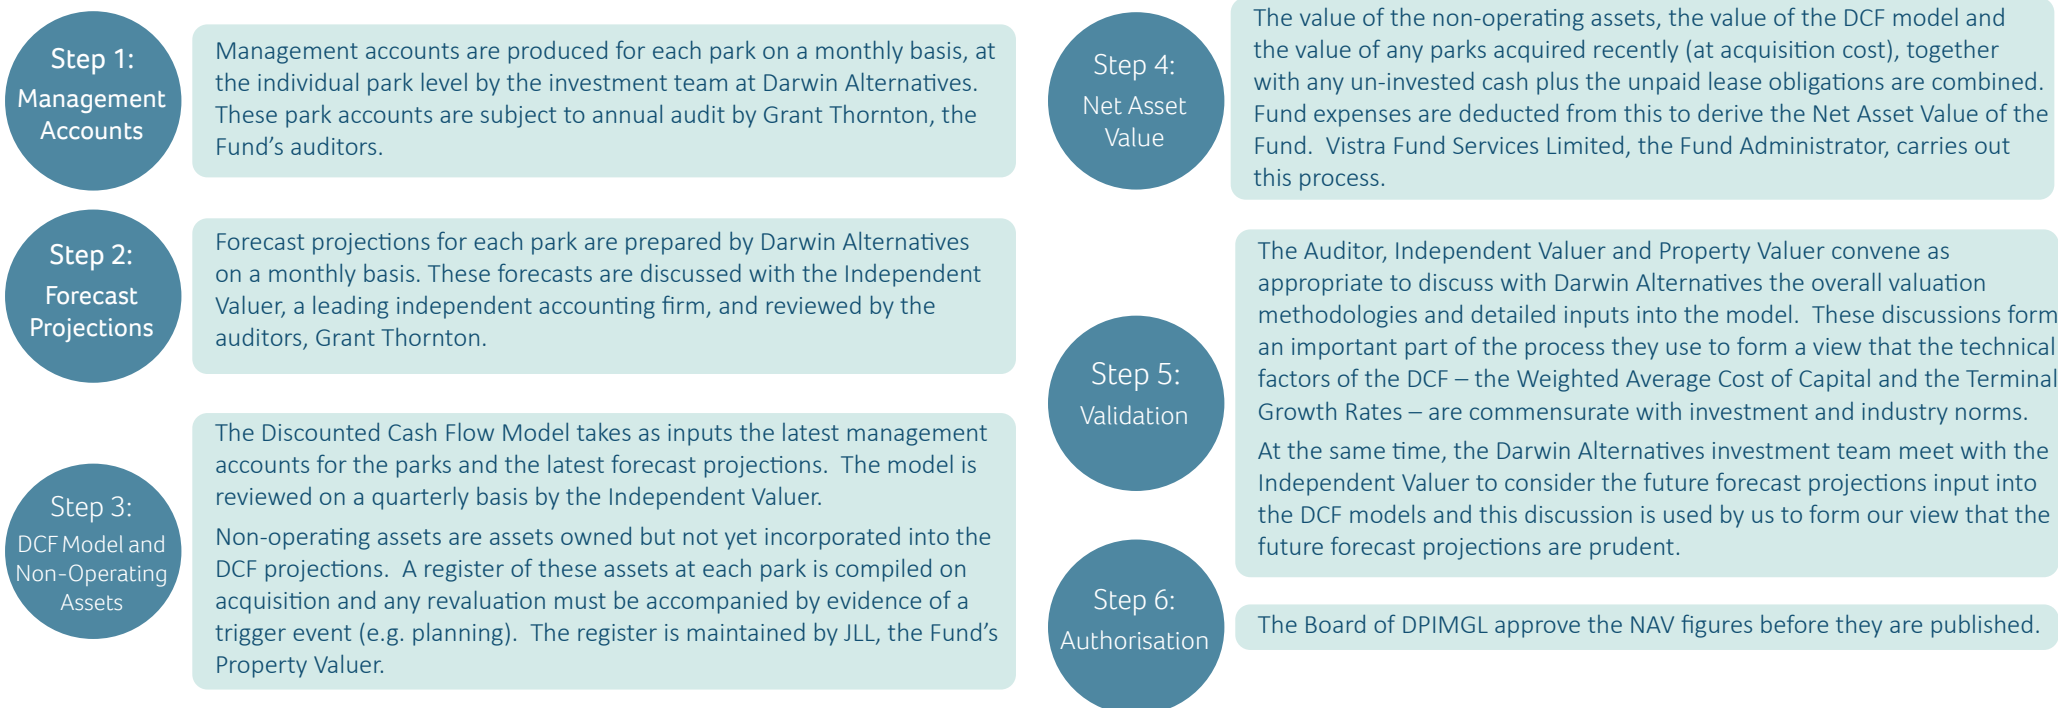 Step 1:
Management
Accounts
Management accounts are produced for each park on a monthly basis, at
the individual park level by the investment team at Darwin Alternatives.
These park accounts are subject to annual audit by Grant Thornton, the
Fund’s auditors.
Step 2:
Forecast
Projections
Forecast projections for each park are prepared by Darwin Alternatives
on a monthly basis. These forecasts are discussed with the Independent
Valuer, a leading independent accounting firm, and reviewed by the
auditors, Grant Thornton.
Step 3:
DCF Model and
Non-Operating
Assets
The Discounted Cash Flow Model takes as inputs the latest management
accounts for the parks and the latest forecast projections. The model is
reviewed on a quarterly basis by the Independent Valuer.
Non-operating assets are assets owned but not yet incorporated into the
DCF projections. A register of these assets at each park is compiled on
acquisition and any revaluation must be accompanied by evidence of a
trigger event (e.g. planning). The register is maintained by JLL, the Fund’s
Property Valuer.
Step 4:
Net Asset
Value
The value of the non-operating assets, the value of the DCF model and
the value of any parks acquired recently (at acquisition cost), together
with any un-invested cash plus the unpaid lease obligations are combined.
Fund expenses are deducted from this to derive the Net Asset Value of the
Fund. Vistra Fund Services Limited, the Fund Administrator, carries out
this process.
Step 5:
Validation
The Auditor, Independent Valuer and Property Valuer convene as
appropriate to discuss with Darwin Alternatives the overall valuation
methodologies and detailed inputs into the model. These discussions form
an important part of the process they use to form a view that the technical
factors of the DCF – the Weighted Average Cost of Capital and the Terminal
Growth Rates – are commensurate with investment and industry norms.
At the same time, the Darwin Alternatives investment team meet with the
Independent Valuer to consider the future forecast projections input into
the DCF models and this discussion is used by us to form our view that the
future forecast projections are prudent.
Step 6:
Authorisation
The Board of DPIMGL approve the NAV figures before they are published.